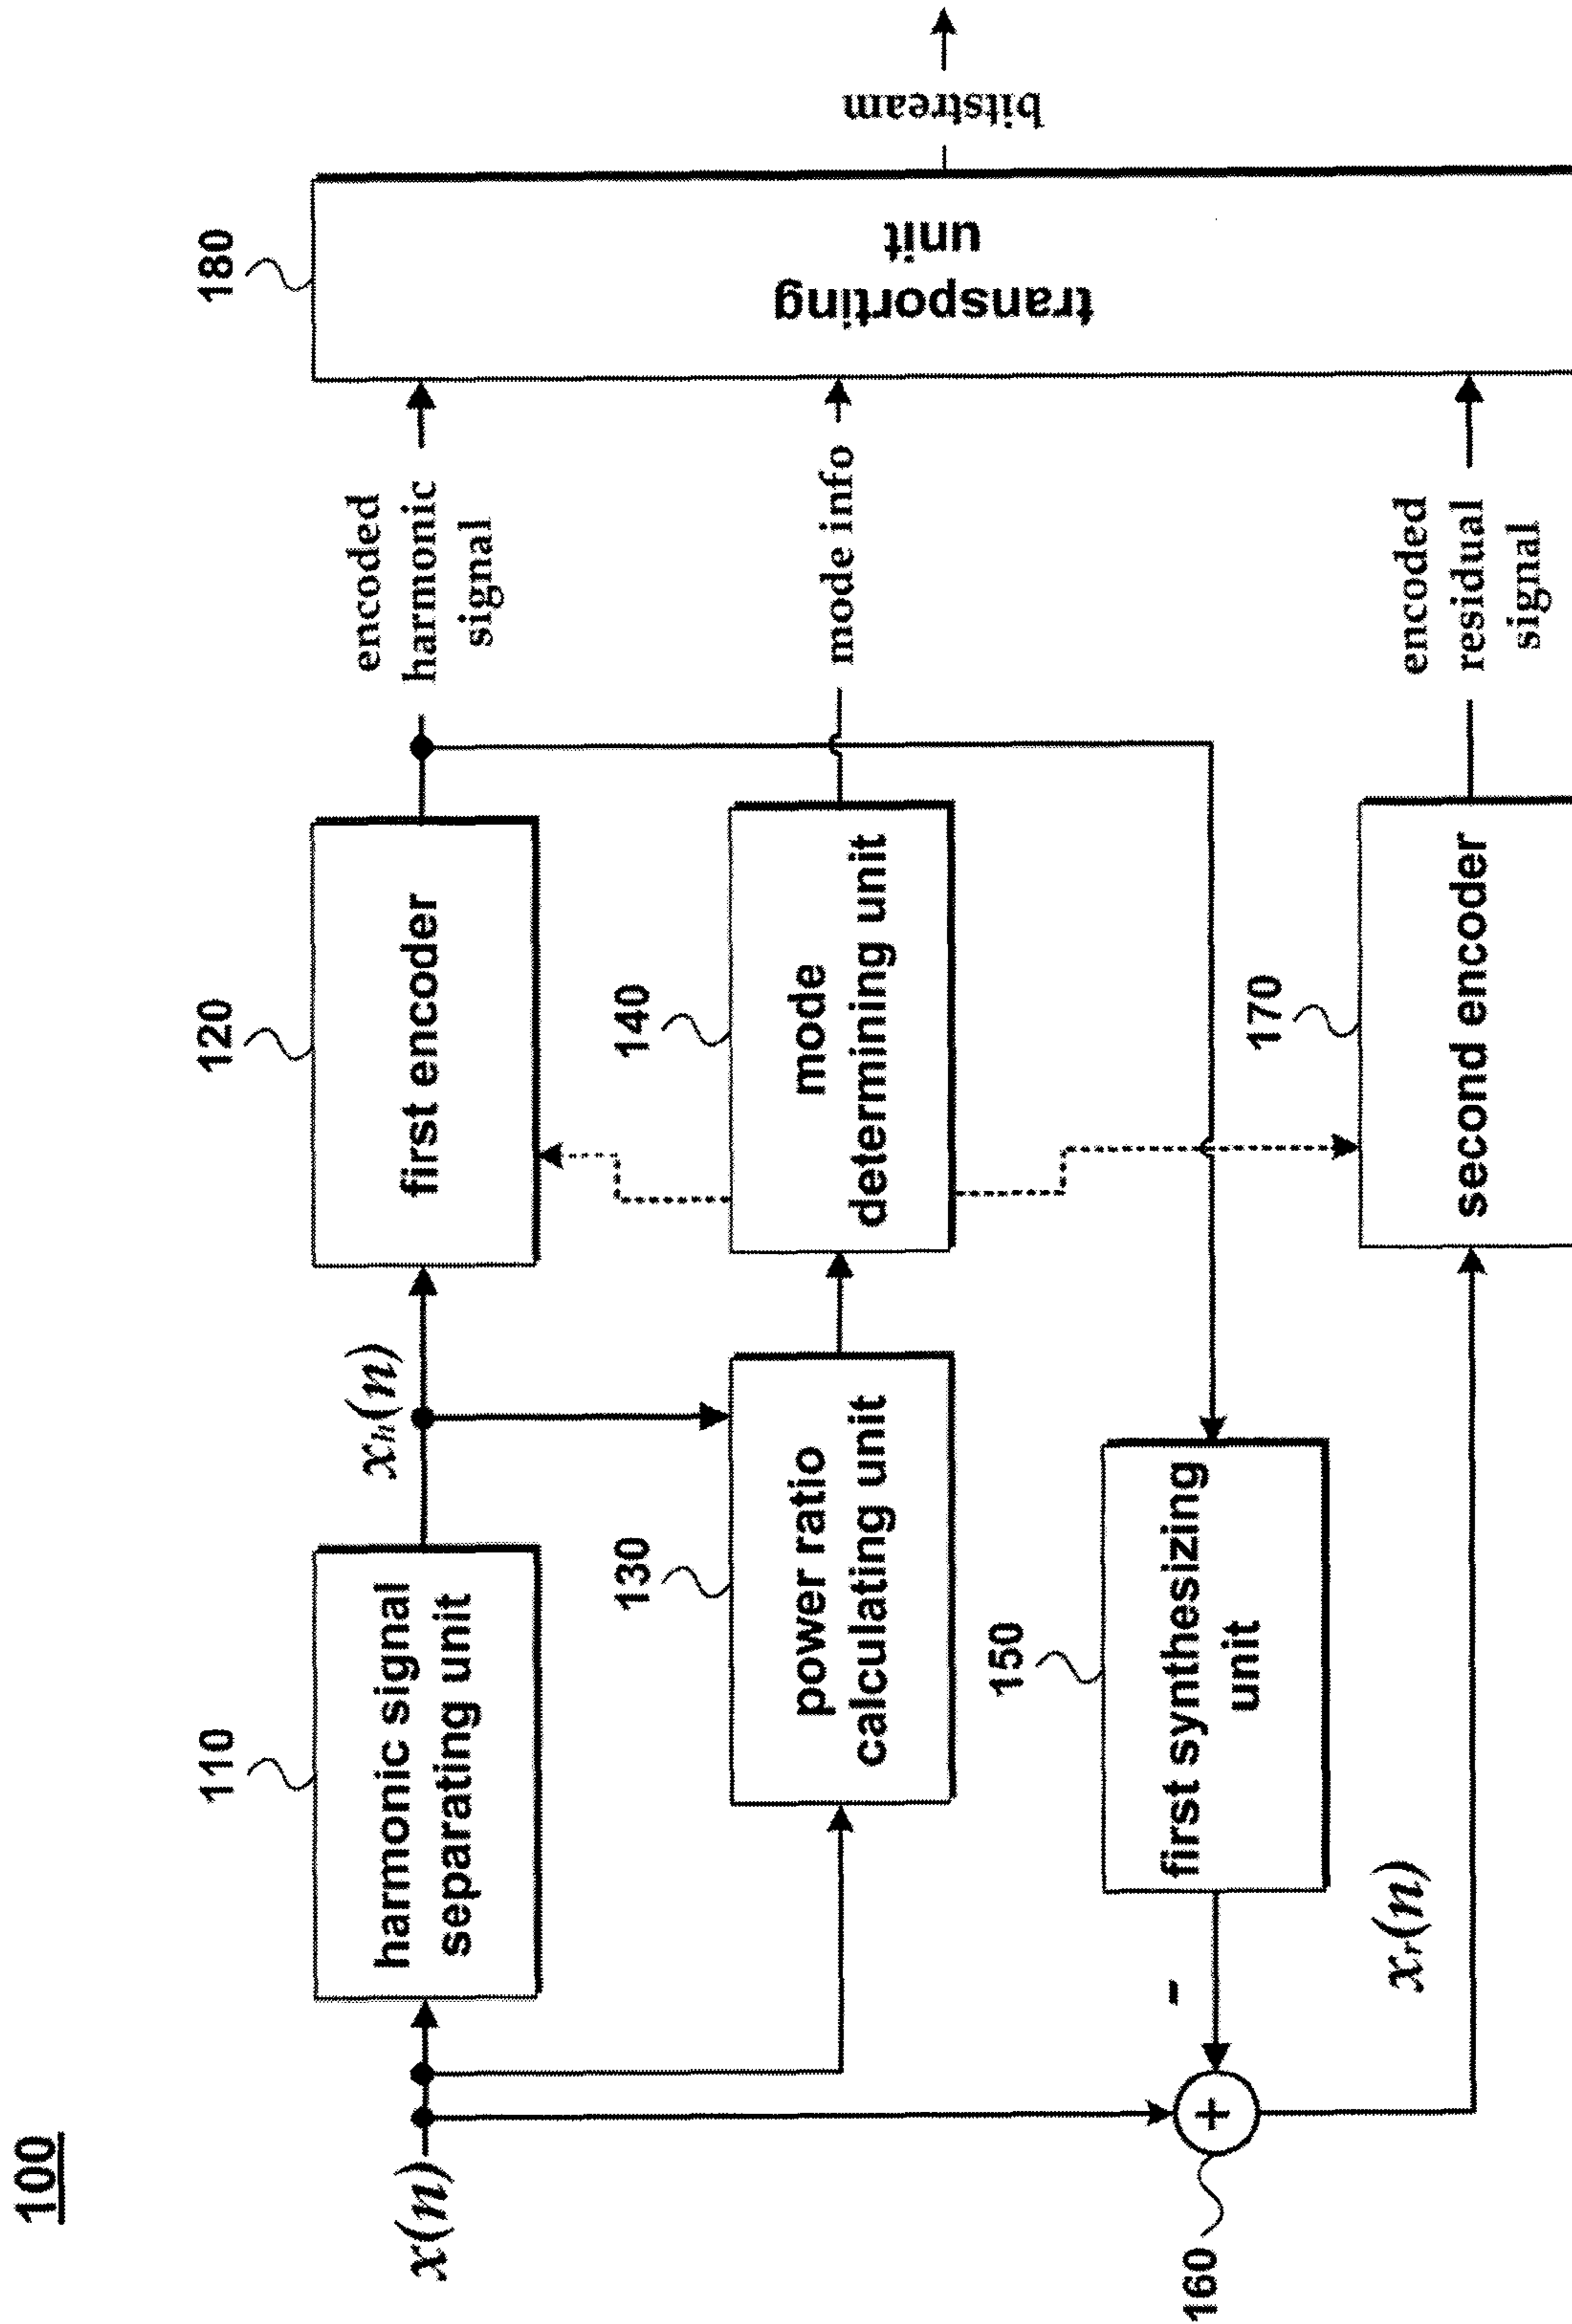 100
x(n)
110
harmonic signal
separating unit
xh(n)
120
first encoder
encoded
harmonic
signal
180
transporting
unit
bitstream
130
power ratio
calculating unit
140
mode
determining unit
mode info
150
first synthesizing
unit
-
160
+
xr(n)
170
second encoder
encoded
residual
signal